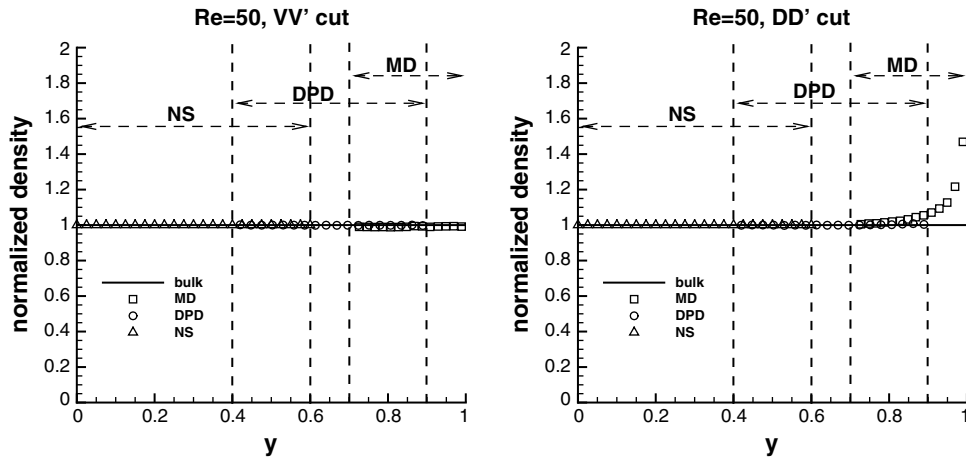 Re=50, VV' cut
2
1.8
1.6
1.4
1.2
1
0.8
0.6
0.4
0.2
0
normalized density
MD
DPD
NS
bulk
MD
DPD
NS
0 0.2 0.4 0.6 0.8 1
y
Re=50, DD' cut
2
1.8
1.6
1.4
1.2
1
0.8
0.6
0.4
0.2
0
normalized density
MD
DPD
NS
bulk
MD
DPD
NS
0 0.2 0.4 0.6 0.8 1
y